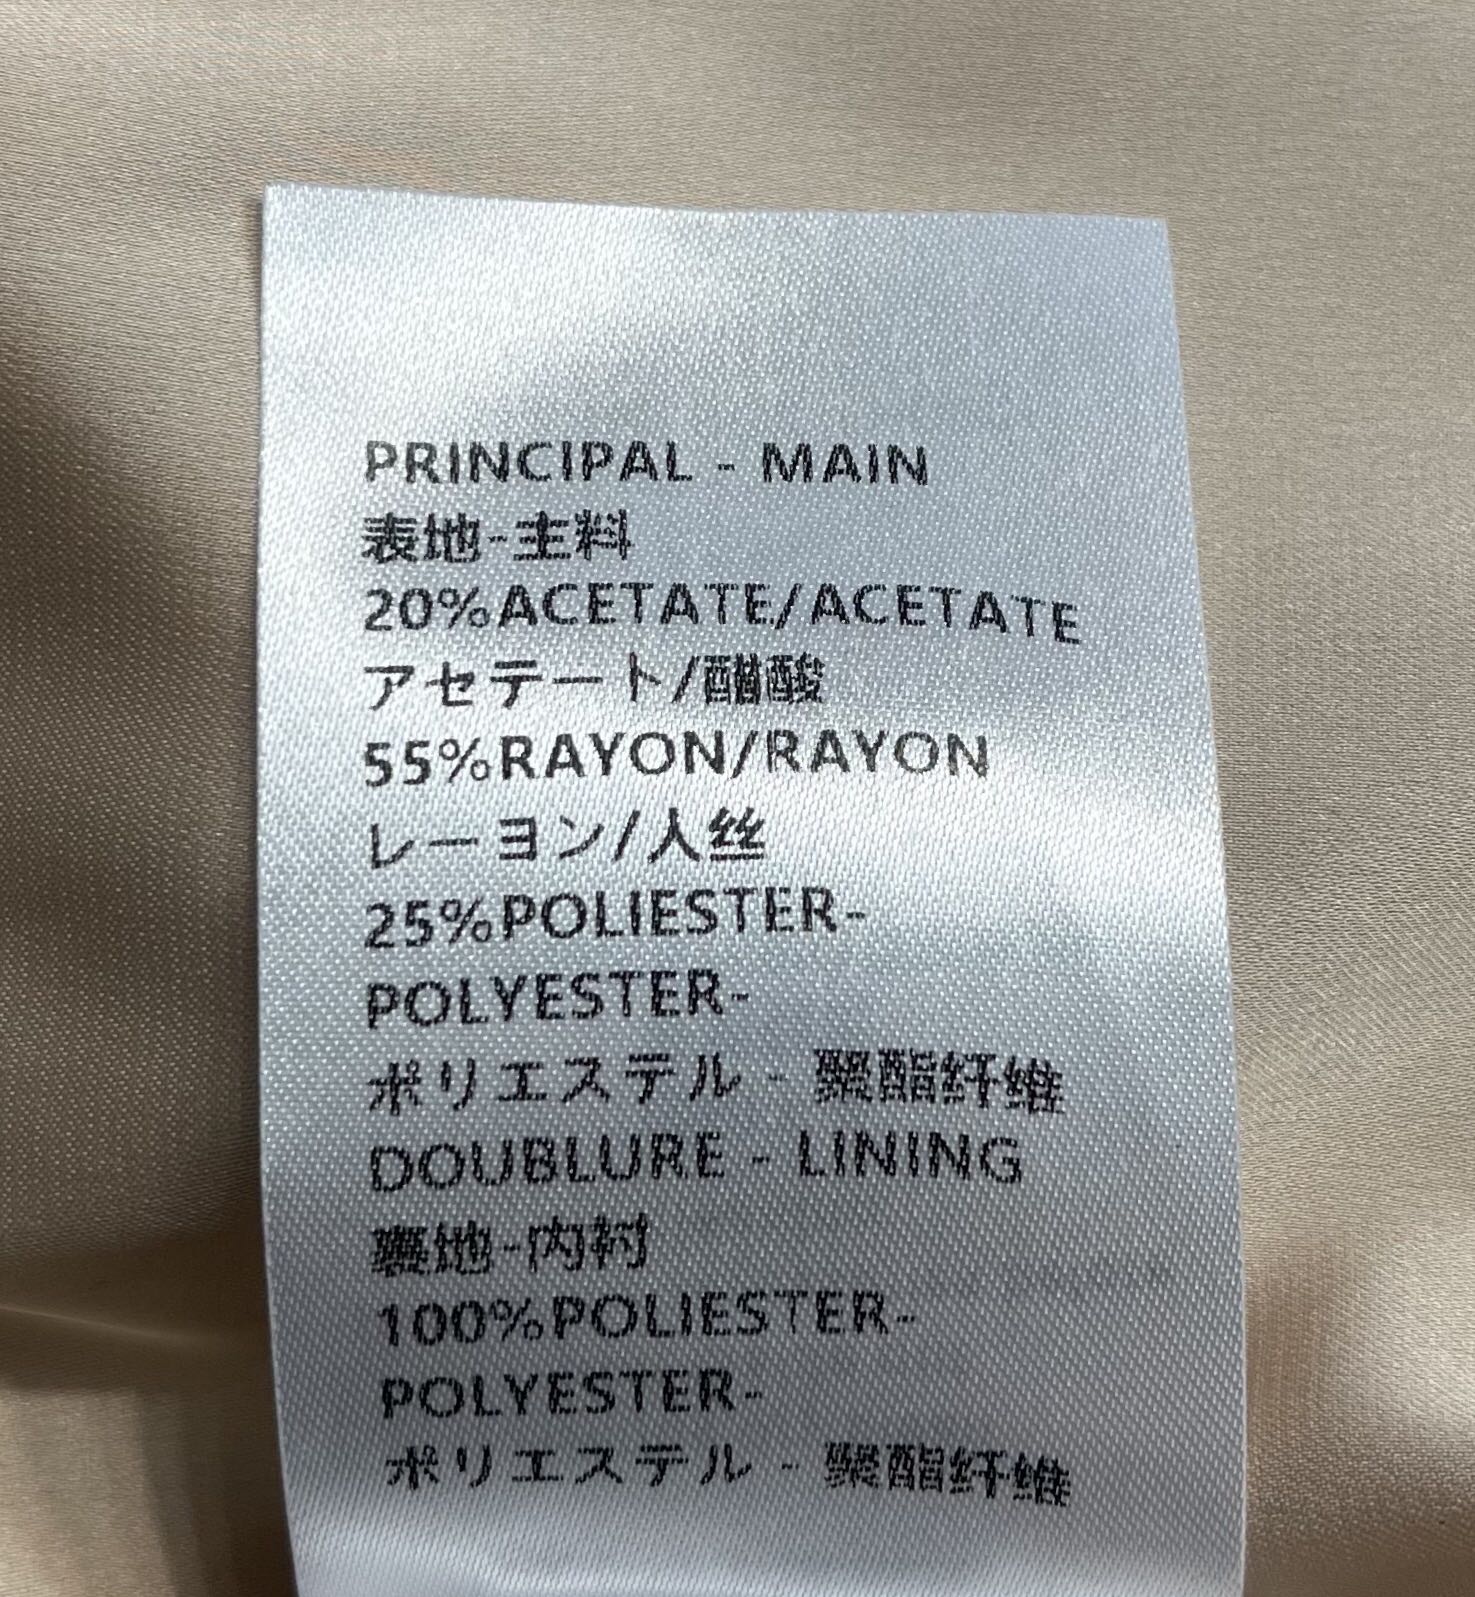 PRINCIPAL - MAIN
表地-主料
20%ACETATE/ACETATE
アセテート/醋酸
55%RAYON/RAYON
レーヨン/人丝
25%POLIESTER-
POLYESTER-
ポリエステル - 聚酯纤维
DOUBLURE - LINING
裏地-内衬
100%POLIESTER-
POLYESTER-
ポリエステル - 聚酯纤维